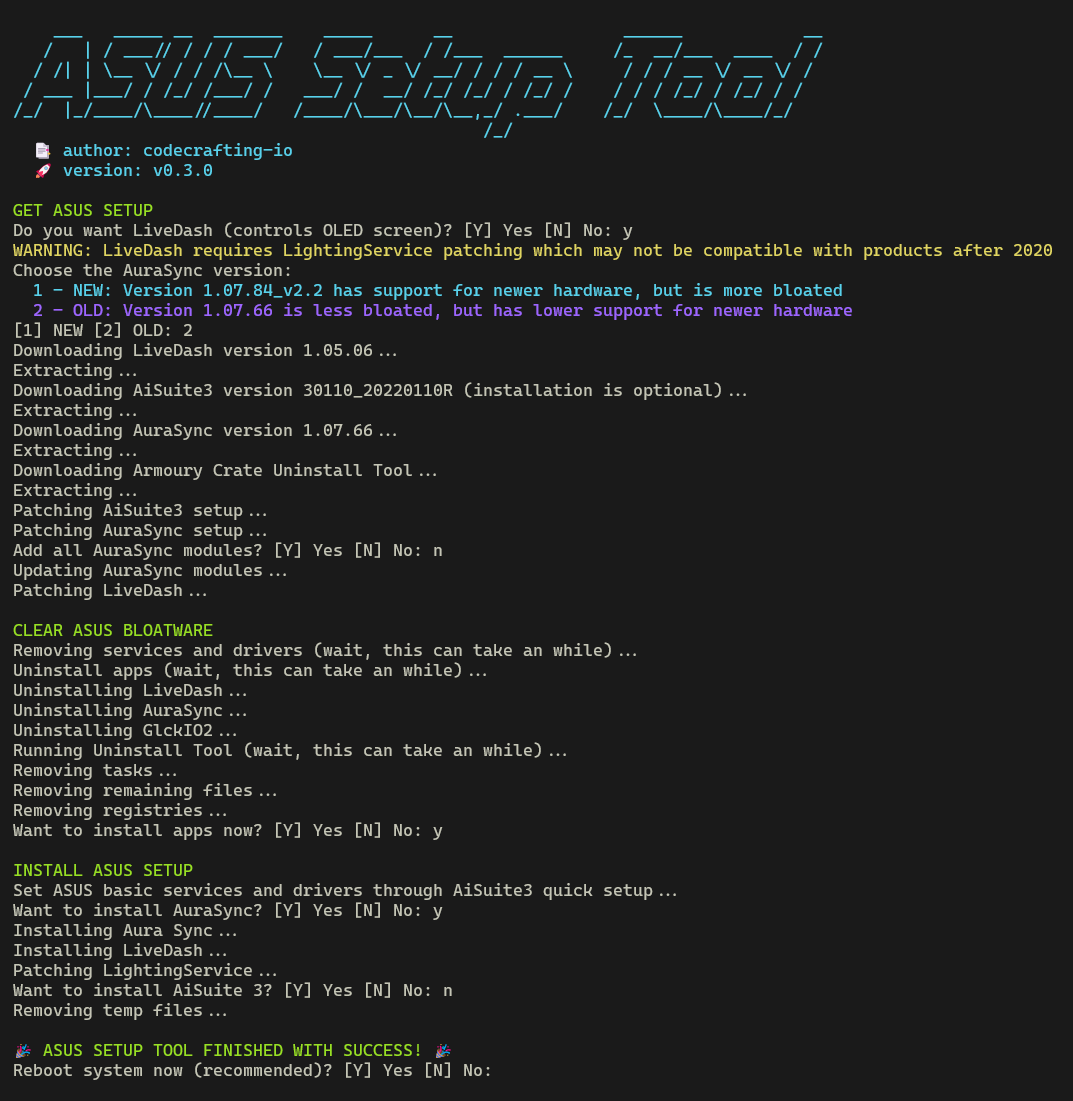 ASUS Setup Tool
author: codecrafting-io
version: v0.3.0
GET ASUS SETUP
Do you want LiveDash (controls OLED screen)? [Y] Yes [N] No: y
WARNING: LiveDash requires LightingService patching which may not be compatible with products after 2020
Choose the AuraSync version:
1 - NEW: Version 1.07.84_v2.2 has support for newer hardware, but is more bloated
2 - OLD: Version 1.07.66 is less bloated, but has lower support for newer hardware
[1] NEW [2] OLD: 2
Downloading LiveDash version 1.05.06...
Extracting...
Downloading AiSuite3 version 30110_20220110R (installation is optional)...
Extracting...
Downloading AuraSync version 1.07.66...
Extracting...
Downloading Armoury Crate Uninstall Tool...
Extracting...
Patching AiSuite3 setup...
Patching AuraSync setup...
Add all AuraSync modules? [Y] Yes [N] No: n
Updating AuraSync modules...
Patching LiveDash...
CLEAR ASUS BLOATWARE
Removing services and drivers (wait, this can take an while)...
Uninstall apps (wait, this can take an while)...
Uninstalling LiveDash...
Uninstalling AuraSync...
Uninstalling GlckIO2...
Running Uninstall Tool (wait, this can take an while)...
Removing tasks...
Removing remaining files...
Removing registries...
Want to install apps now? [Y] Yes [N] No: y
INSTALL ASUS SETUP
Set ASUS basic services and drivers through AiSuite3 quick setup...
Want to install AuraSync? [Y] Yes [N] No: y
Installing Aura Sync...
Installing LiveDash...
Patching LightingService...
Want to install AiSuite 3? [Y] Yes [N] No: n
Removing temp files...
🎉 ASUS SETUP TOOL FINISHED WITH SUCCESS! 🎉
Reboot system now (recommended)? [Y] Yes [N] No: